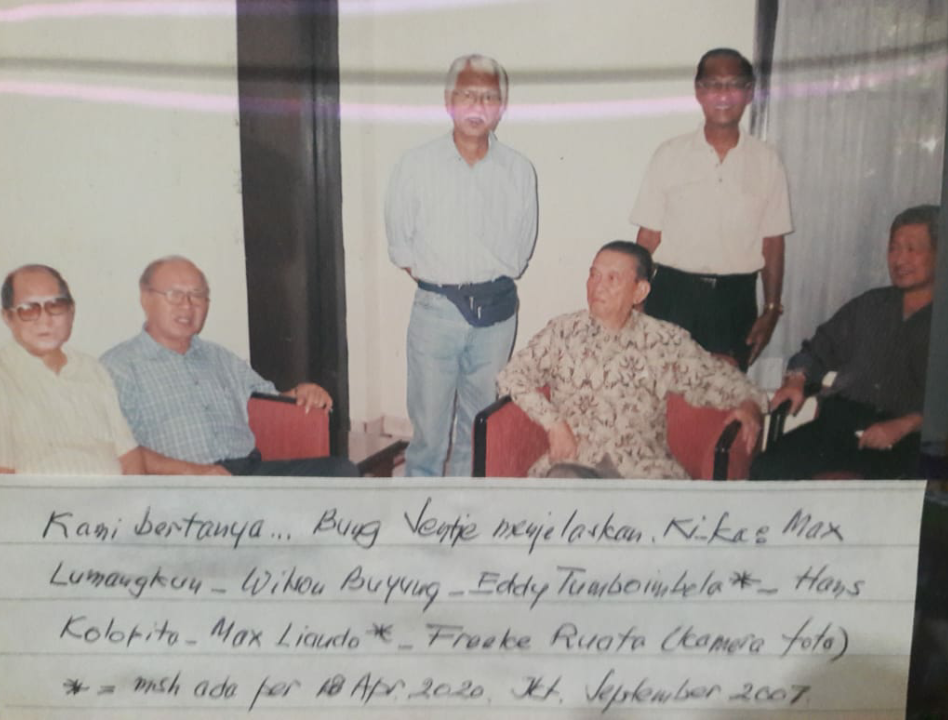 Kami bertanya... Bung Ventje menjelaskan. Ki-ka: Max
Lumangkun - Wilson Buyung - Eddy Tumboimbela * - Hans
Kolopita - Max Liando * - Freeke Ruata (kamera foto)
* = msh ada per 18 Apr. 2020. Jkt. September 2007